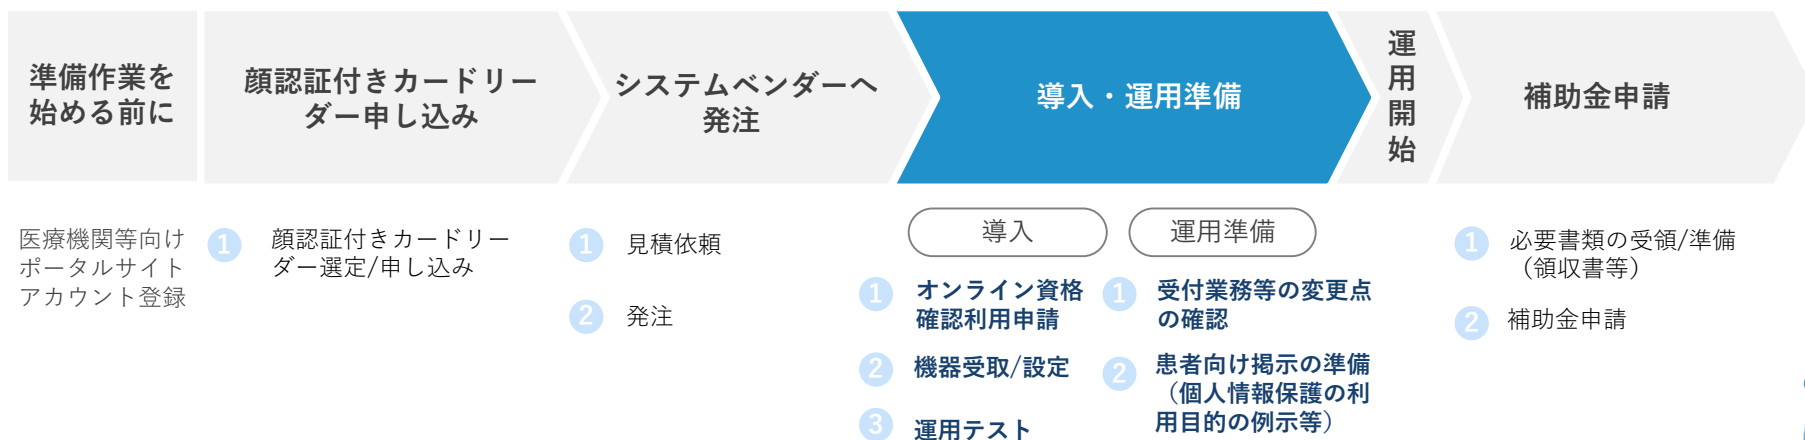 準備作業を
始める前に
顔認証付きカードリー
ダー申し込み
システムベンダーへ
発注
導入・運用準備
運
用
開
始
補助金申請
医療機関等向け
ポータルサイト
アカウント登録
1 顔認証付きカードリー
ダー選定/申し込み
1 見積依頼
2 発注
導入
1 オンライン資格
確認利用申請
2 機器受取/設定
3 運用テスト
運用準備
1 受付業務等の変更点
の確認
2 患者向け掲示の準備
（個人情報保護の利
用目的の例示等）
1 必要書類の受領/準備
（領収書等）
2 補助金申請